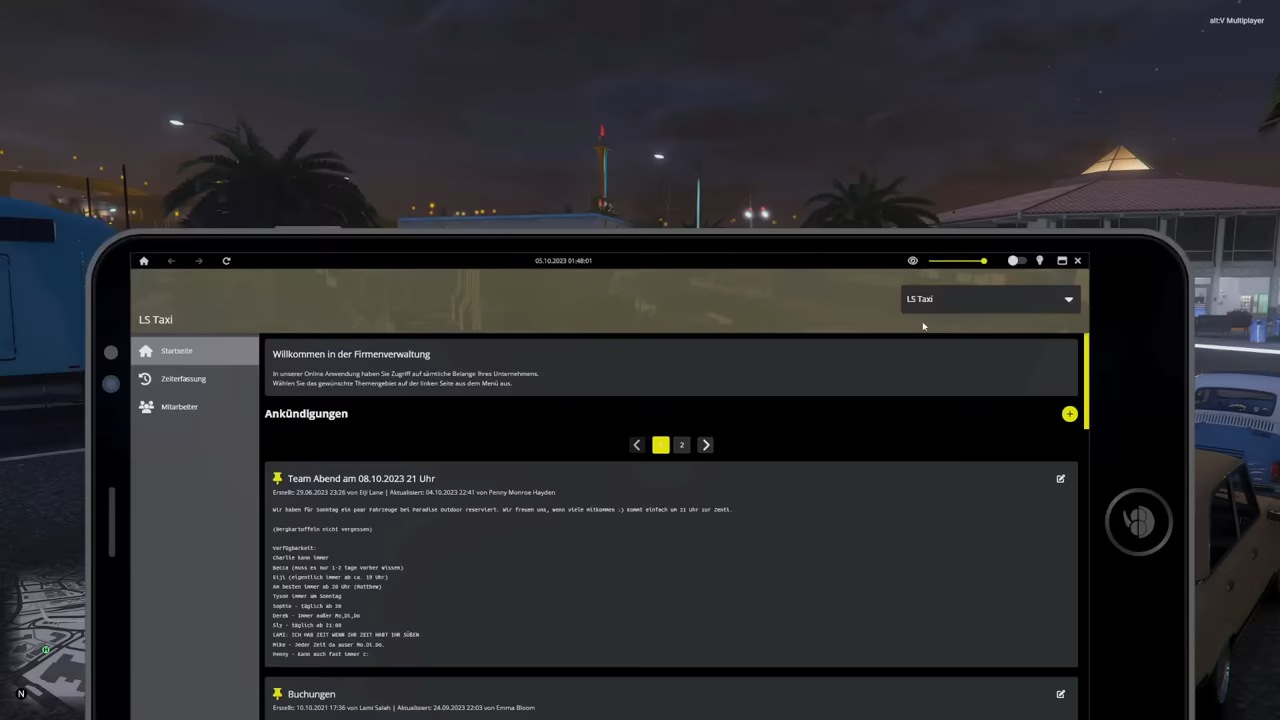 alt:V Multiplayer
05.10.2023 01:48:01
LS Taxi
LS Taxi
Startseite
Zeiterfassung
Mitarbeiter
Willkommen in der Firmenverwaltung
In unserer Online Anwendung haben Sie Zugriff auf sämtliche Belange Ihres Unternehmens.
Wählen Sie das gewünschte Themengebiet auf der linken Seite aus dem Menü aus.
Ankündigungen
1 2
Team Abend am 08.10.2023 21 Uhr
Erstellt: 29.06.2023 23:26 von Eiji Lane | Aktualisiert: 04.10.2023 22:41 von Penny Monroe Hayden
Wir haben für Sonntag ein paar Fahrzeuge bei Paradise Outdoor reserviert. Wir freuen uns, wenn viele mitkommen :) Kommt einfach um 21 Uhr zur Zenti.
(Bergkartoffeln nicht vergessen)
Verfügbarkeit:
Charlie kann immer
Becca (muss es nur 1-2 tage vorher wissen)
Eiji (eigentlich immer ab ca. 19 Uhr)
Am besten immer ab 20 Uhr (Matthew)
Tyson immer am Sonntag
Sophie - täglich ab 20
Dereb - Immer außer Mo,Di,Do
Sly - täglich ab 21:00
LAMI: ICH HAB ZEIT WENN IHR ZEIT HABT IHR SÜßEN
Mike - Jeder Zeit da auser Mo.Di.Do.
Penny - Kann auch fast immer c:
Buchungen
Erstellt: 10.10.2021 17:36 von Lami Salah | Aktualisiert: 24.09.2023 22:03 von Emma Bloom
N